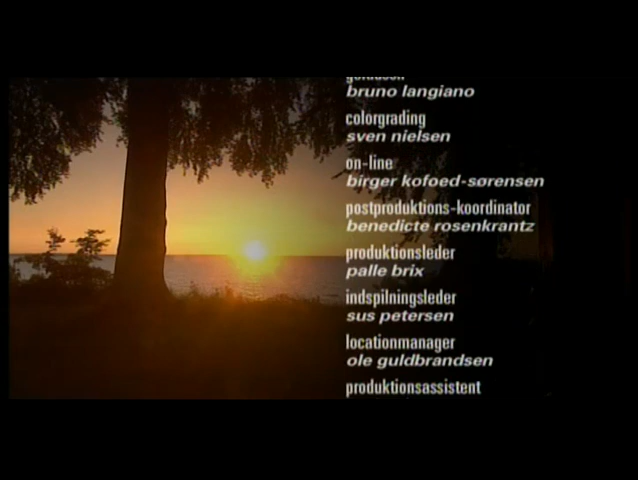 bruno langiano
colorgrading
sven nielsen
on-line
birger kofoed-sørensen
postproduktions-koordinator
benedicte rosenkrantz
produktionsleder
palle brix
indspilningsleder
sus petersen
locationmanager
ole guldbrandsen
produktionsassistent